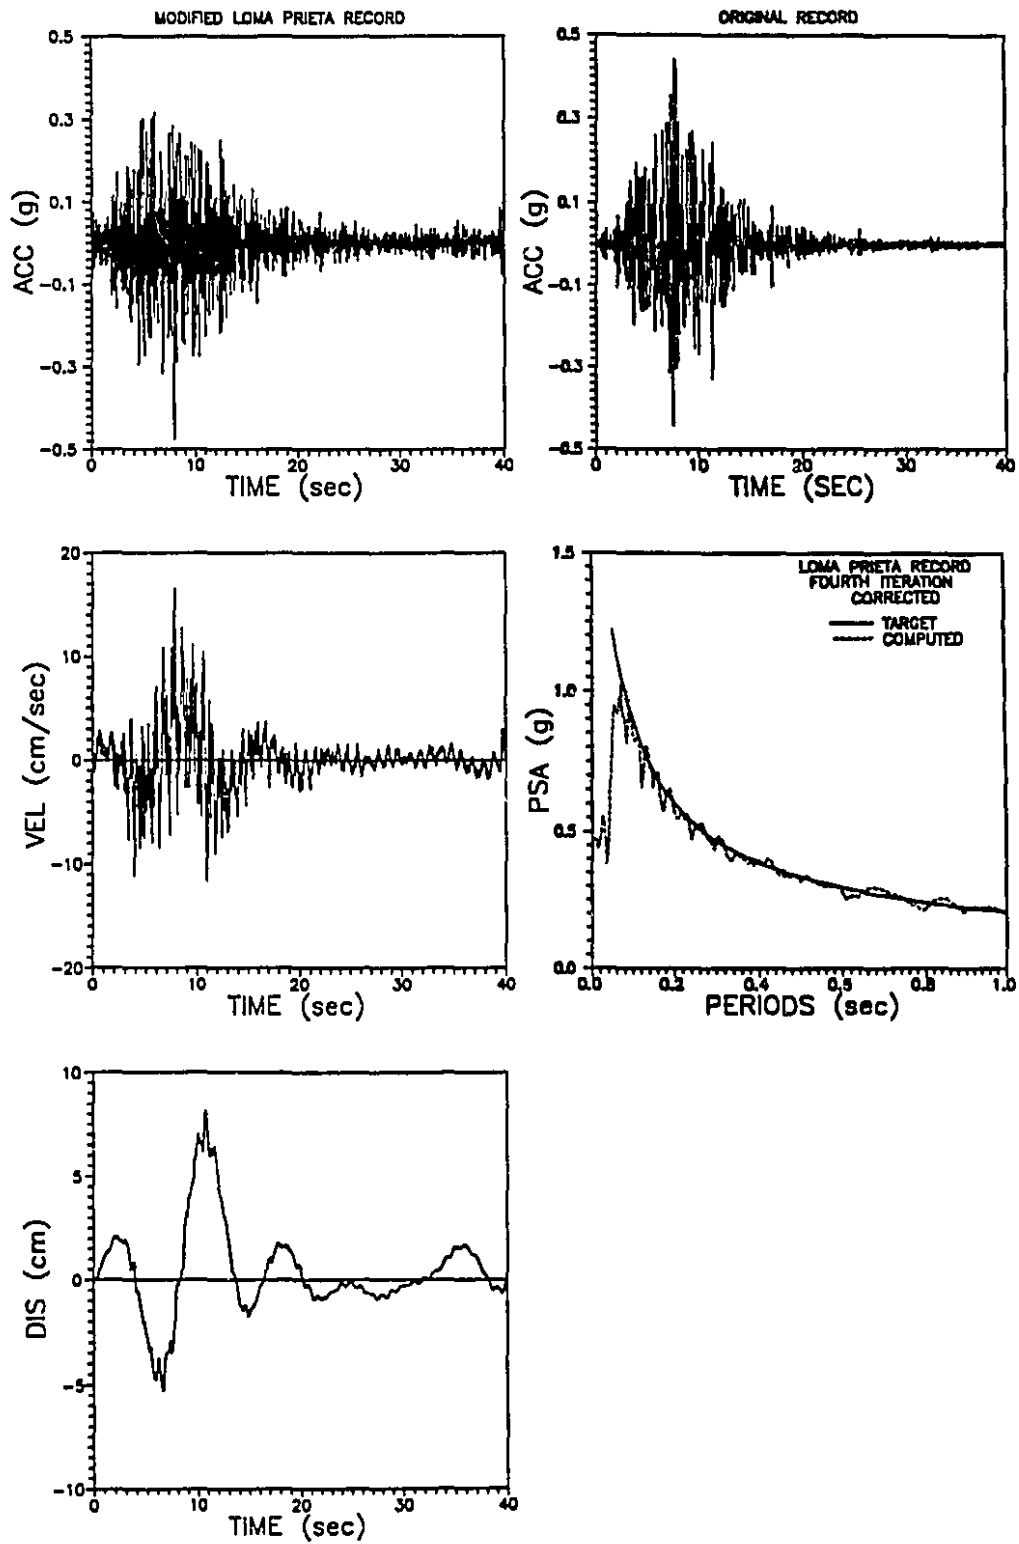 MODIFIED LOMA PRIETA RECORD
0.5
0.3
0.1
-0.1
-0.3
-0.5
ACC (g)
0 10 20 30 40
TIME (sec)
ORIGINAL RECORD
0.5
0.3
0.1
-0.1
-0.3
-0.5
ACC (g)
0 10 20 30 40
TIME (SEC)
20
10
0
-10
-20
VEL (cm/sec)
0 10 20 30 40
TIME (sec)
LOMA PRIETA RECORD
FOURTH ITERATION
CORRECTED
TARGET
COMPUTED
1.5
1.0
0.5
0.0
PSA (g)
0.0 0.2 0.4 0.6 0.8 1.0
PERIODS (sec)
10
5
0
-5
-10
DIS (cm)
0 10 20 30 40
TIME (sec)